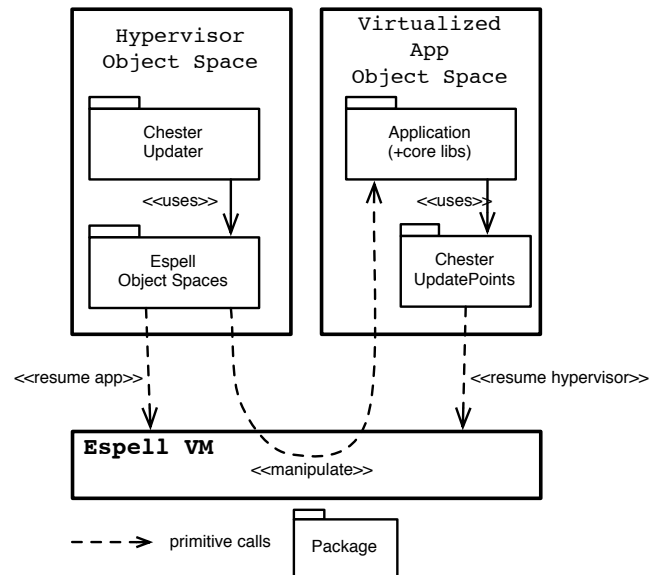 Hypervisor
Object Space
Virtualized
App
Object Space
Chester
Updater
Application
(+core libs)
<<uses>>
<<uses>>
Espell
Object Spaces
Chester
UpdatePoints
<<resume app>>
<<resume hypervisor>>
Espell VM
<<manipulate>>
primitive calls
Package